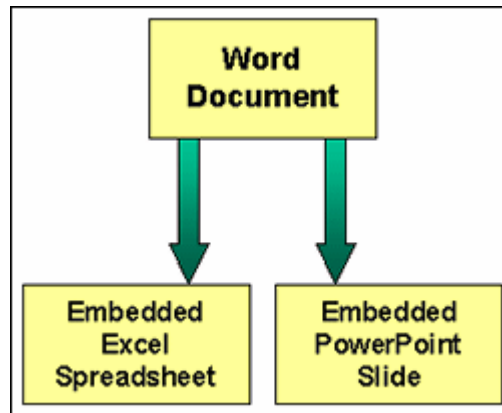 Word
Document
Embedded
Excel
Spreadsheet
Embedded
PowerPoint
Slide